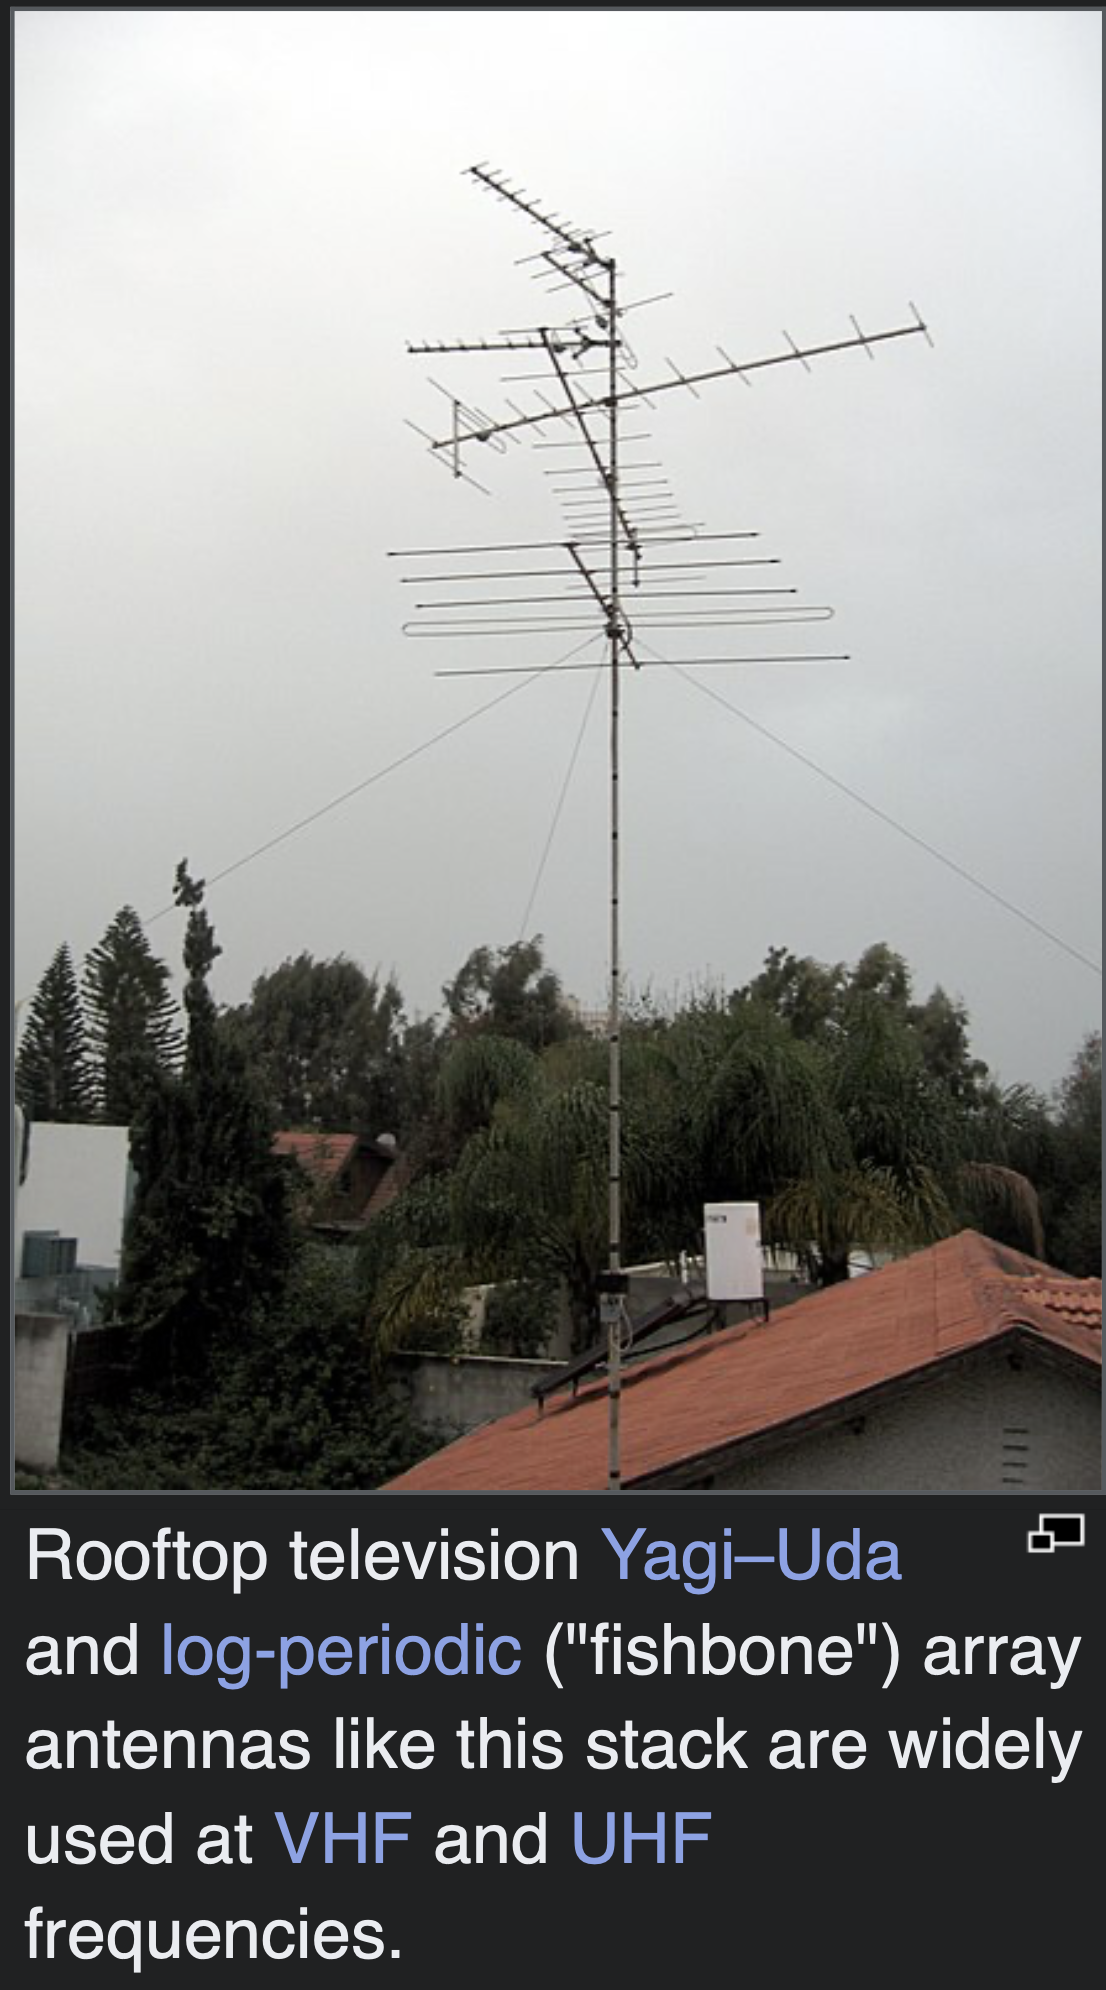 Rooftop television Yagi–Uda
and log-periodic ("fishbone") array
antennas like this stack are widely
used at VHF and UHF
frequencies.